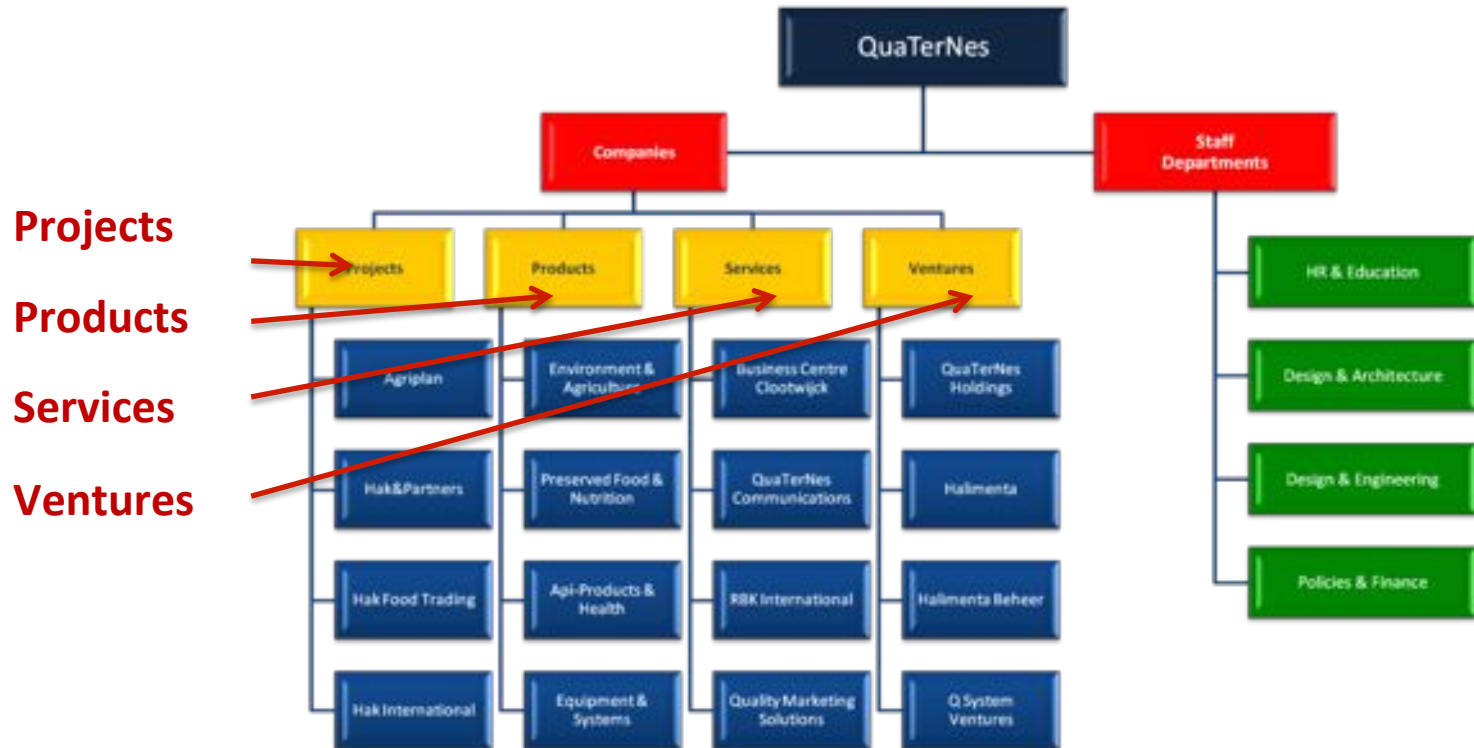 QuaTerNes
Companies
Staff
Departments
Projects
Products
Services
Ventures
Projects
Products
Services
Ventures
HR & Education
Design & Architecture
Design & Engineering
Policies & Finance
Agriplan
Hak&Partners
Hak Food Trading
Hak International
Environment &
Agriculture
Preserved Food &
Nutrition
Api-Products &
Health
Equipment &
Systems
Business Centre
Clootwijck
QuaTerNes
Communications
RBK International
Quality Marketing
Solutions
QuaTerNes
Holdings
Halimenta
Halimenta Beheer
Q System
Ventures